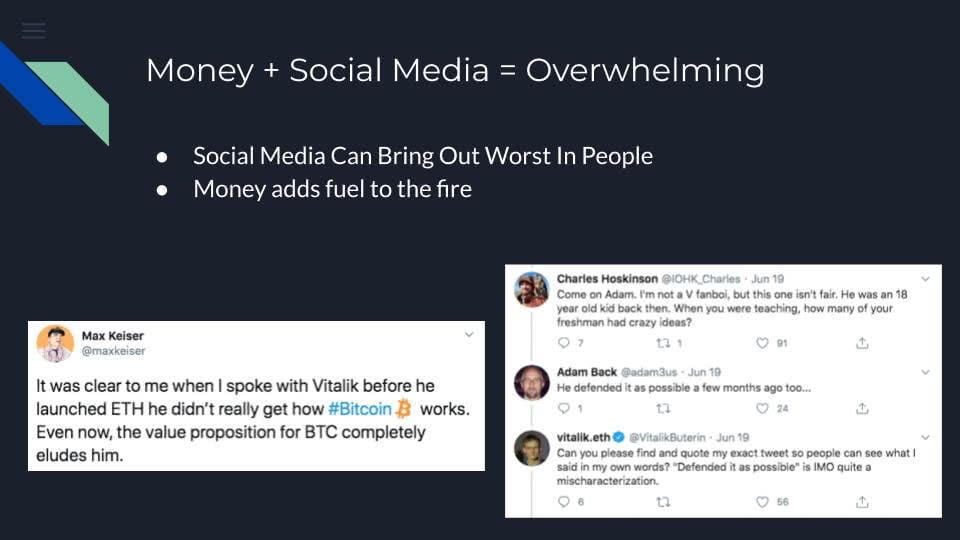 Money + Social Media = Overwhelming
● Social Media Can Bring Out Worst In People
● Money adds fuel to the fire
Max Keiser
@maxkeiser
It was clear to me when I spoke with Vitalik before he
launched ETH he didn't really get how #Bitcoin works.
Even now, the value proposition for BTC completely
eludes him.
Charles Hoskinson @IOHK_Charles · Jun 19
Come on Adam. I'm not a V fanboi, but this one isn't fair. He was an 18
year old kid back then. When you were teaching, how many of your
freshman had crazy ideas?
7 1 91
Adam Back @adam3us · Jun 19
He defended it as possible a few months ago too...
1 24
vitalik.eth @VitalikButerin · Jun 19
Can you please find and quote my exact tweet so people can see what I
said in my own words? "Defended it as possible" is IMO quite a
mischaracterization.
6 56